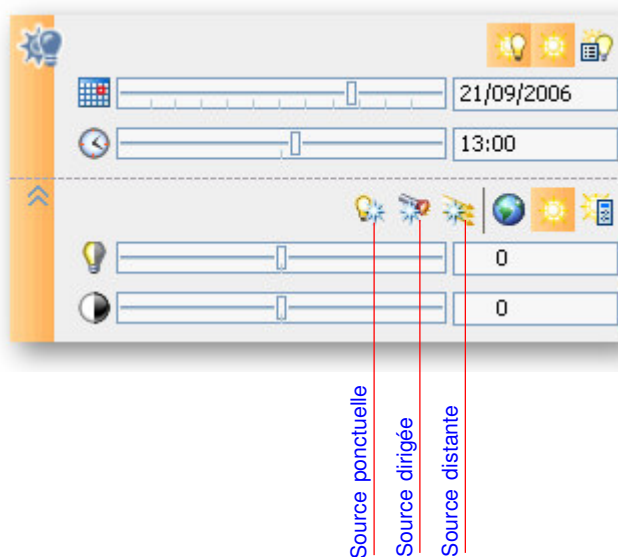 21/09/2006
13:00
0
0
Source ponctuelle
Source dirigée
Source distante